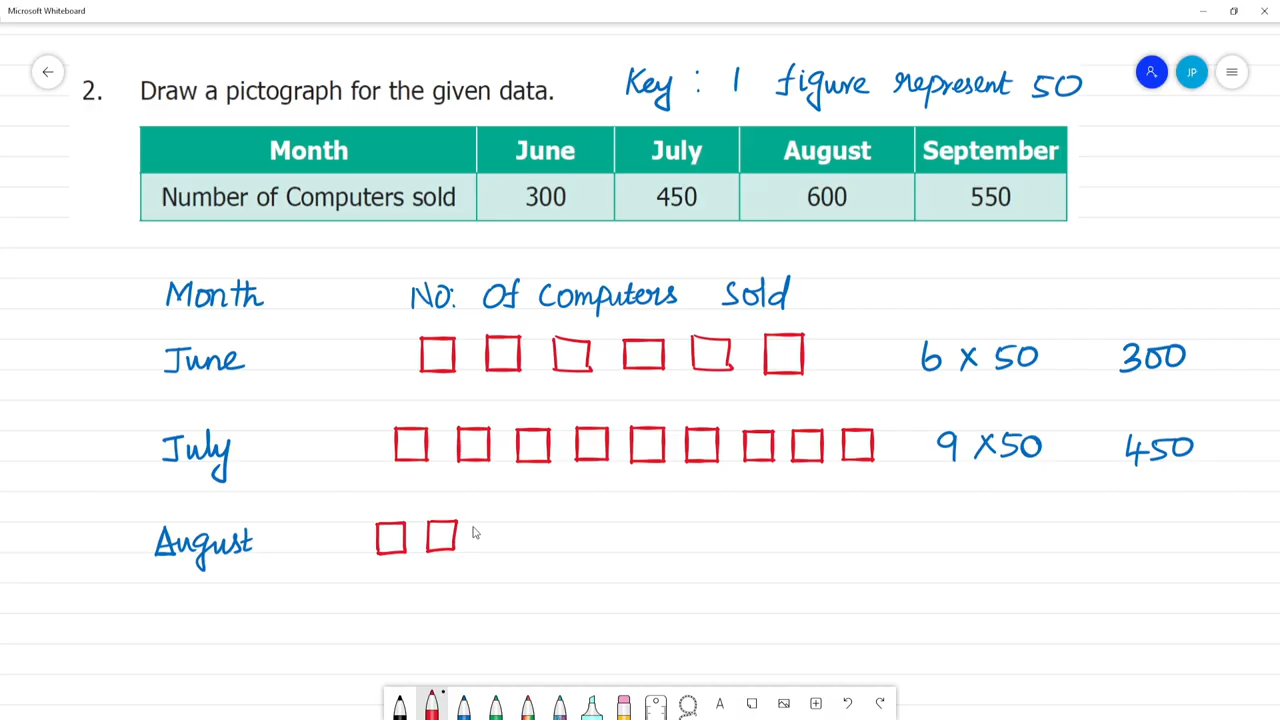 Microsoft Whiteboard
2. Draw a pictograph for the given data. Key : 1 figure represent 50
JP
Month June July August September
Number of Computers sold 300 450 600 550
Month No: Of Computers Sold
June 6 x 50 300
July 9 x 50 450
August
A